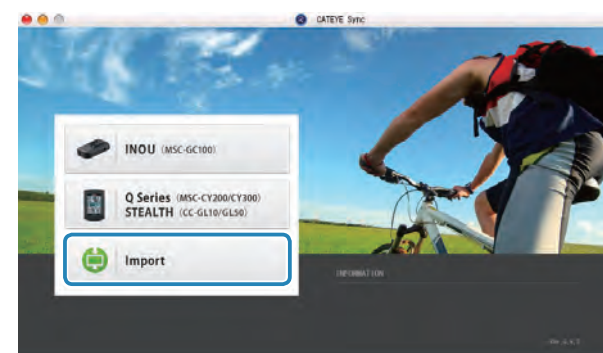 CATEYE Sync
INOU (MSC-GC100)
Q Series (MSC-CY200/CY300)
STEALTH (CC-GL10/GL50)
Import
INFORMATION